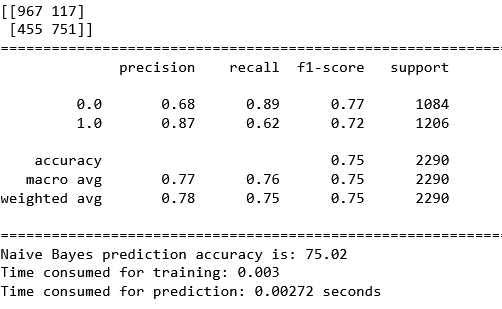 [[967 117]
 [455 751]]
================================================================
              precision    recall  f1-score   support

         0.0       0.68      0.89      0.77      1084
         1.0       0.87      0.62      0.72      1206

    accuracy                           0.75      2290
   macro avg       0.77      0.76      0.75      2290
weighted avg       0.78      0.75      0.75      2290

================================================================
Naive Bayes prediction accuracy is: 75.02
Time consumed for training: 0.003
Time consumed for prediction: 0.00272 seconds